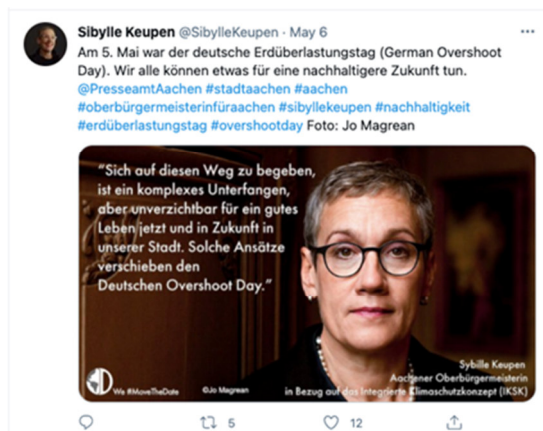 Sibylle Keupen @SibylleKeupen · May 6
Am 5. Mai war der deutsche Erdüberlastungstag (German Overshoot
Day). Wir alle können etwas für eine nachhaltigere Zukunft tun.
@PresseamtAachen #stadtaachen #aachen
#oberbürgermeisterinfüraachen #sibyllekeupen #nachhaltigkeit
#erdüberlastungstag #overshootday Foto: Jo Magrean
“Sich auf diesen Weg zu begeben,
ist ein komplexes Unterfangen,
aber unverzichtbar für ein gutes
Leben jetzt und in Zukunft in
unserer Stadt. Solche Ansätze
verschieben den
Deutschen Overshoot Day.”
Sybille Keupen
Aachener Oberbürgermeisterin
in Bezug auf das Integrierte Klimaschutzkonzept (IKSK)
We #MoveTheDate
©Jo Magrean
5
12